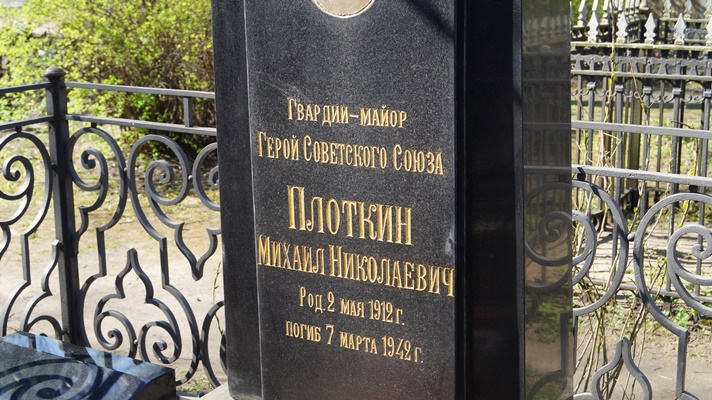 Гвардии-майор
Герой Советского Союза
Плоткин
Михаил Николаевич
Род. 2 мая 1912 г.
погиб 7 марта 1942 г.